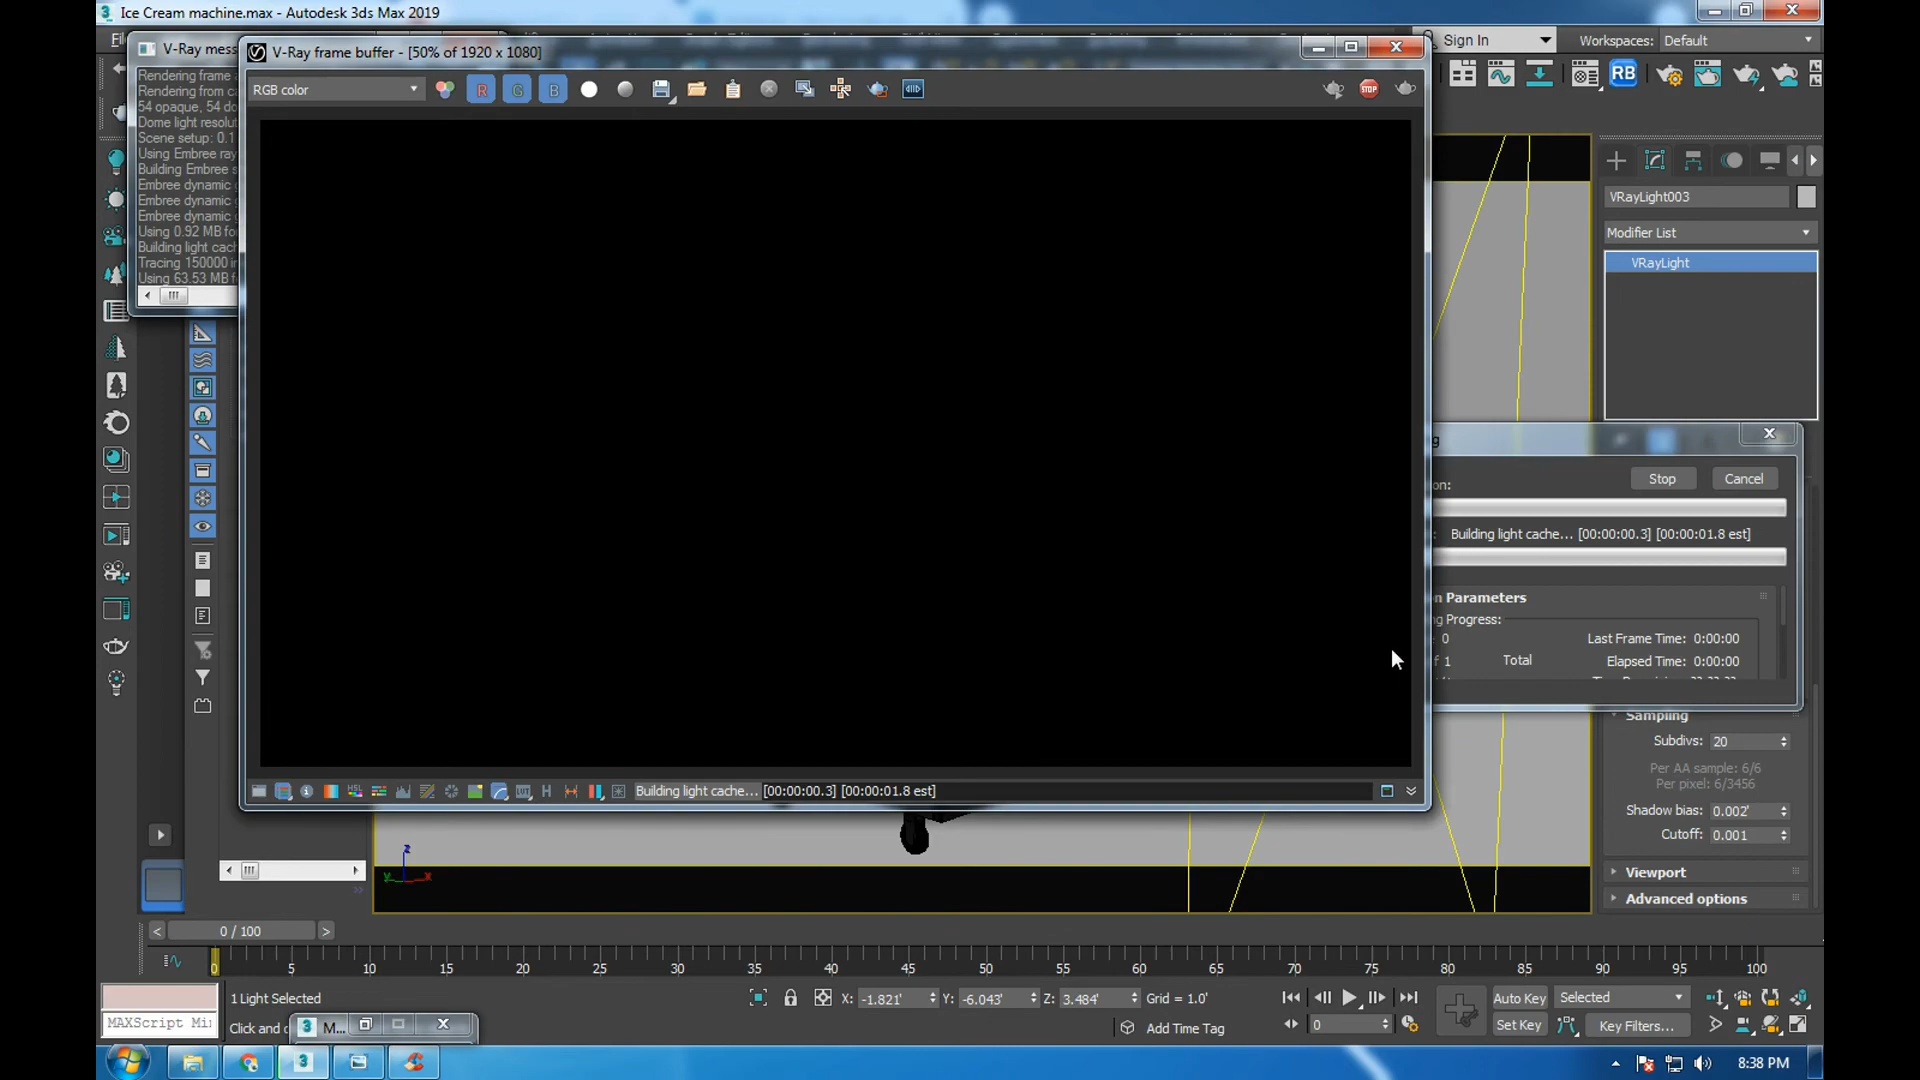 Ice Cream machine.max - Autodesk 3ds Max 2019
V-Ray mess
V-Ray frame buffer - [50% of 1920 x 1080]
Sign In
Workspaces: Default
RGB color
R
G
B
STOP
RB
Rendering frame
Rendering from
54 opaque, 54
Dome light
Scene setup: 0.1
Using Embree
Building Embree
Embree dynamic
Embree dynamic
Embree dynamic
Using 0.92 MB
Building light
Tracing 150000
Using 63.53 MB
VRayLight003
Modifier List
VRayLight
Stop
Cancel
on:
Building light cache... [00:00:00.3] [00:00:01.8 est]
n Parameters
g Progress:
0
Last Frame Time: 0:00:00
f 1
Total
Elapsed Time: 0:00:00
Sampling
Subdivs: 20
Per AA sample: 6/6
Per pixel: 6/3456
Shadow bias: 0.002'
Cutoff: 0.001
Viewport
Advanced options
HSL
H
Building light cache... [00:00:00.3] [00:00:01.8 est]
z
y
x
0 / 100
0 5 10 15 20 25 30 35 40 45 50 55 60 65 70 75 80 85 90 95 100
1 Light Selected
X: -1.821' Y: -6.043' Z: 3.484' Grid = 1.0'
Auto Key
Selected
MAXScript Mi
Click and
M...
0
Add Time Tag
Set Key
Key Filters...
8:38 PM